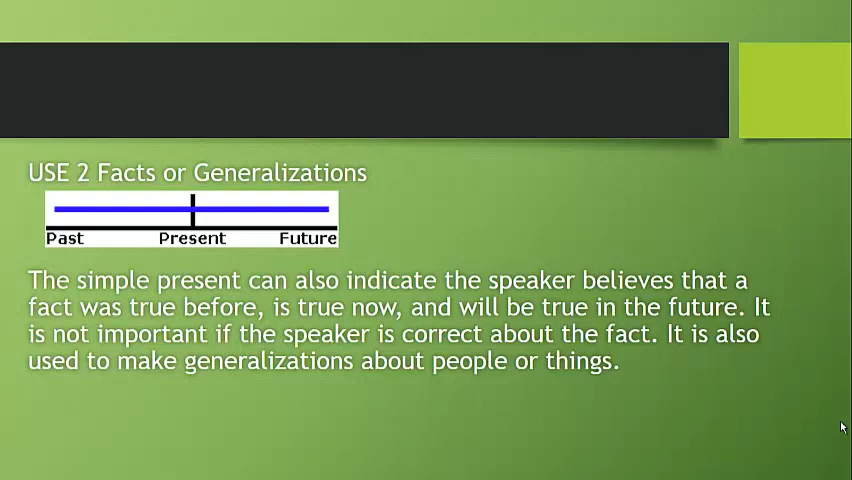 USE 2 Facts or Generalizations
Past Present Future
The simple present can also indicate the speaker believes that a
fact was true before, is true now, and will be true in the future. It
is not important if the speaker is correct about the fact. It is also
used to make generalizations about people or things.